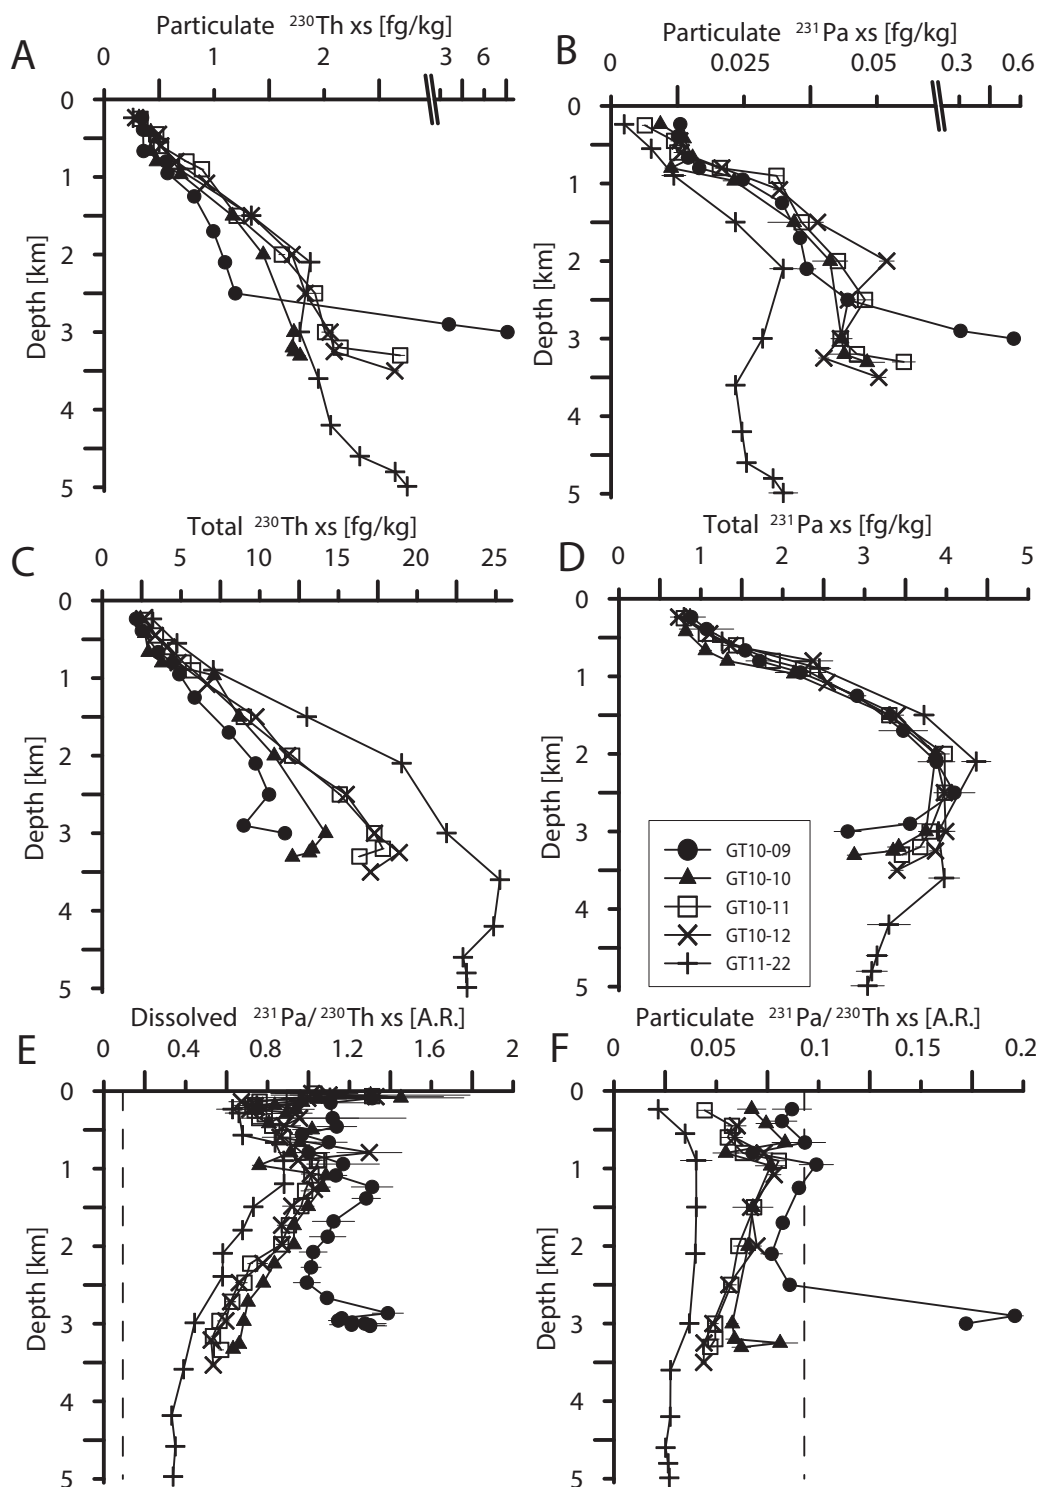 Particulate ²³⁰Th xs [fg/kg]
A
0 1 2 3 6
Depth [km]
0
1
2
3
4
5
Particulate ²³¹Pa xs [fg/kg]
B
0 0.025 0.05 0.3 0.6
Depth [km]
0
1
2
3
4
5
Total ²³⁰Th xs [fg/kg]
C
0 5 10 15 20 25
Depth [km]
0
1
2
3
4
5
Total ²³¹Pa xs [fg/kg]
D
0 1 2 3 4 5
Depth [km]
0
1
2
3
4
5
GT10-09
GT10-10
GT10-11
GT10-12
GT11-22
Dissolved ²³¹Pa/ ²³⁰Th xs [A.R.]
E
0 0.4 0.8 1.2 1.6 2
Depth [km]
0
1
2
3
4
5
Particulate ²³¹Pa/ ²³⁰Th xs [A.R.]
F
0 0.05 0.1 0.15 0.2
Depth [km]
0
1
2
3
4
5